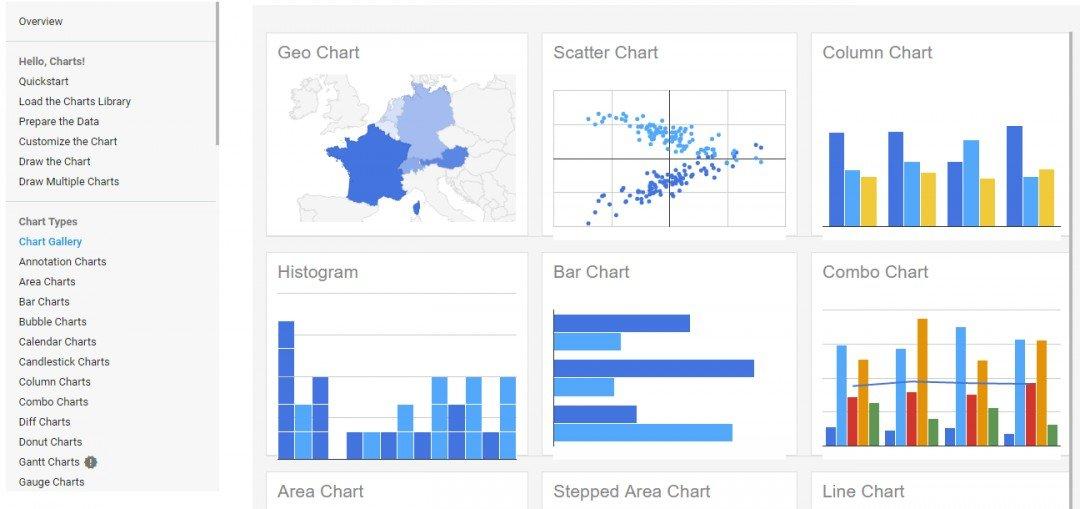 Overview
Hello, Charts!
Quickstart
Load the Charts Library
Prepare the Data
Customize the Chart
Draw the Chart
Draw Multiple Charts
Chart Types
Chart Gallery
Annotation Charts
Area Charts
Bar Charts
Bubble Charts
Calendar Charts
Candlestick Charts
Column Charts
Combo Charts
Diff Charts
Donut Charts
Gantt Charts
Gauge Charts
Geo Chart
Scatter Chart
Column Chart
Histogram
Bar Chart
Combo Chart
Area Chart
Stepped Area Chart
Line Chart